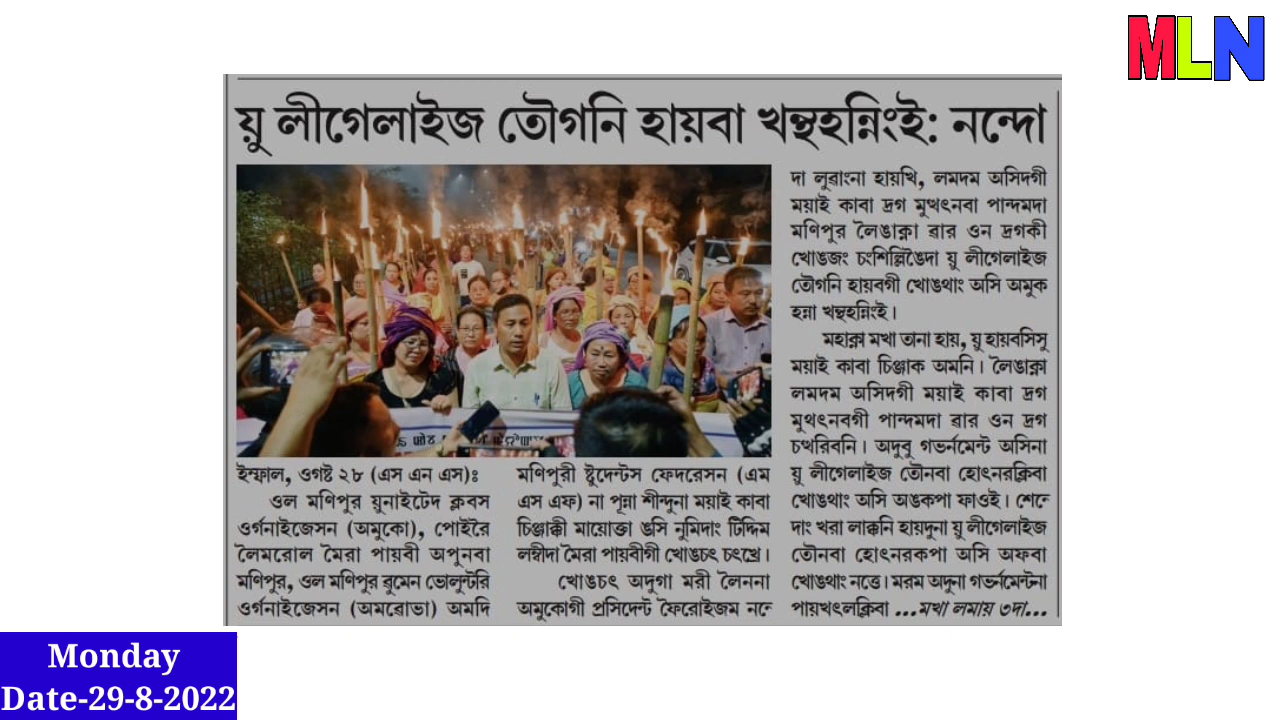 MLN
য়ু লীগেলাইজ তৌগনি হায়বা খন্থহন্নিংই: নন্দো
ইম্ফাল, ওগষ্ট ২৮ (এস এন এস)ঃ
ওল মণিপুর য়ুনাইটেদ ক্লবস
ওর্গনাইজেসন (অমুকো), পোইরৈ
লৈমরোল মৈরা পায়বী অপুনবা
মণিপুর, ওল মণিপুর ৱুমেন ভোলুন্টরি
ওর্গনাইজেসন (অমৱোভা) অমদি
মণিপুরী ষ্টুদেন্টস ফেদরেসন (এম
এস এফ) না পূন্না শীন্দুনা ময়াই কাবা
চিঞ্জাক্কী মায়োক্তা ঙসি নুমিদাং টিদ্দিম
লম্বীদা মৈরা পায়বীগী খোঙচৎ চৎখ্রে।
খোঙচৎ অদুগা মরী লৈননা
অমুকোগী প্রসিদেন্ট ফৈরোইজম নন্দো
দা লুৱাংনা হায়খি, লমদম অসিদগী
ময়াই কাবা দ্রগ মুত্থৎনবা পান্দমদা
মণিপুর লৈঙাক্না ৱার ওন দ্রগকী
খোঙজং চংশিল্লিঙৈদা য়ু লীগেলাইজ
তৌগনি হায়বগী খোঙথাং অসি অমুক
হন্না খন্থহন্নিংই।
মহাক্না মখা তানা হায়, য়ু হায়বসিসু
ময়াই কাবা চিঞ্জাক অমনি। লৈঙাক্না
লমদম অসিদগী ময়াই কাবা দ্রগ
মুত্থৎনবগী পান্দমদা ৱার ওন দ্রগ
চত্থরিবনি। অদুবু গভর্নমেন্ট অসিনা
য়ু লীগেলাইজ তৌনবা হোৎনরক্লিবা
খোঙথাং অসি অঙকপা ফাওই। শেন্দো
দাং খরা লাক্কনি হায়দুনা য়ু লীগেলাইজ
তৌনবা হোৎনরকপা অসি অফবা
খোঙথাং নত্তে। মরম অদুনা গভর্নমেন্টনা
পায়খৎলক্লিবা ...মখা লমায় ৩দা...
Monday
Date-29-8-2022